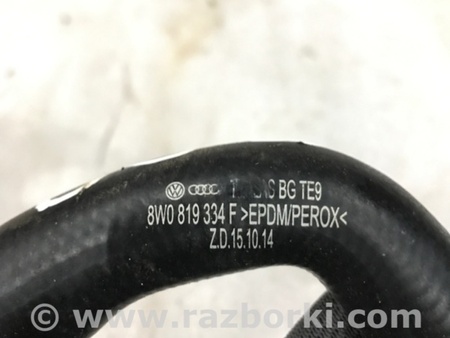 BG TE9
8W0 819 334 F >EPDM/PEROX<
Z.D.15.10.14
© www.razborki.com